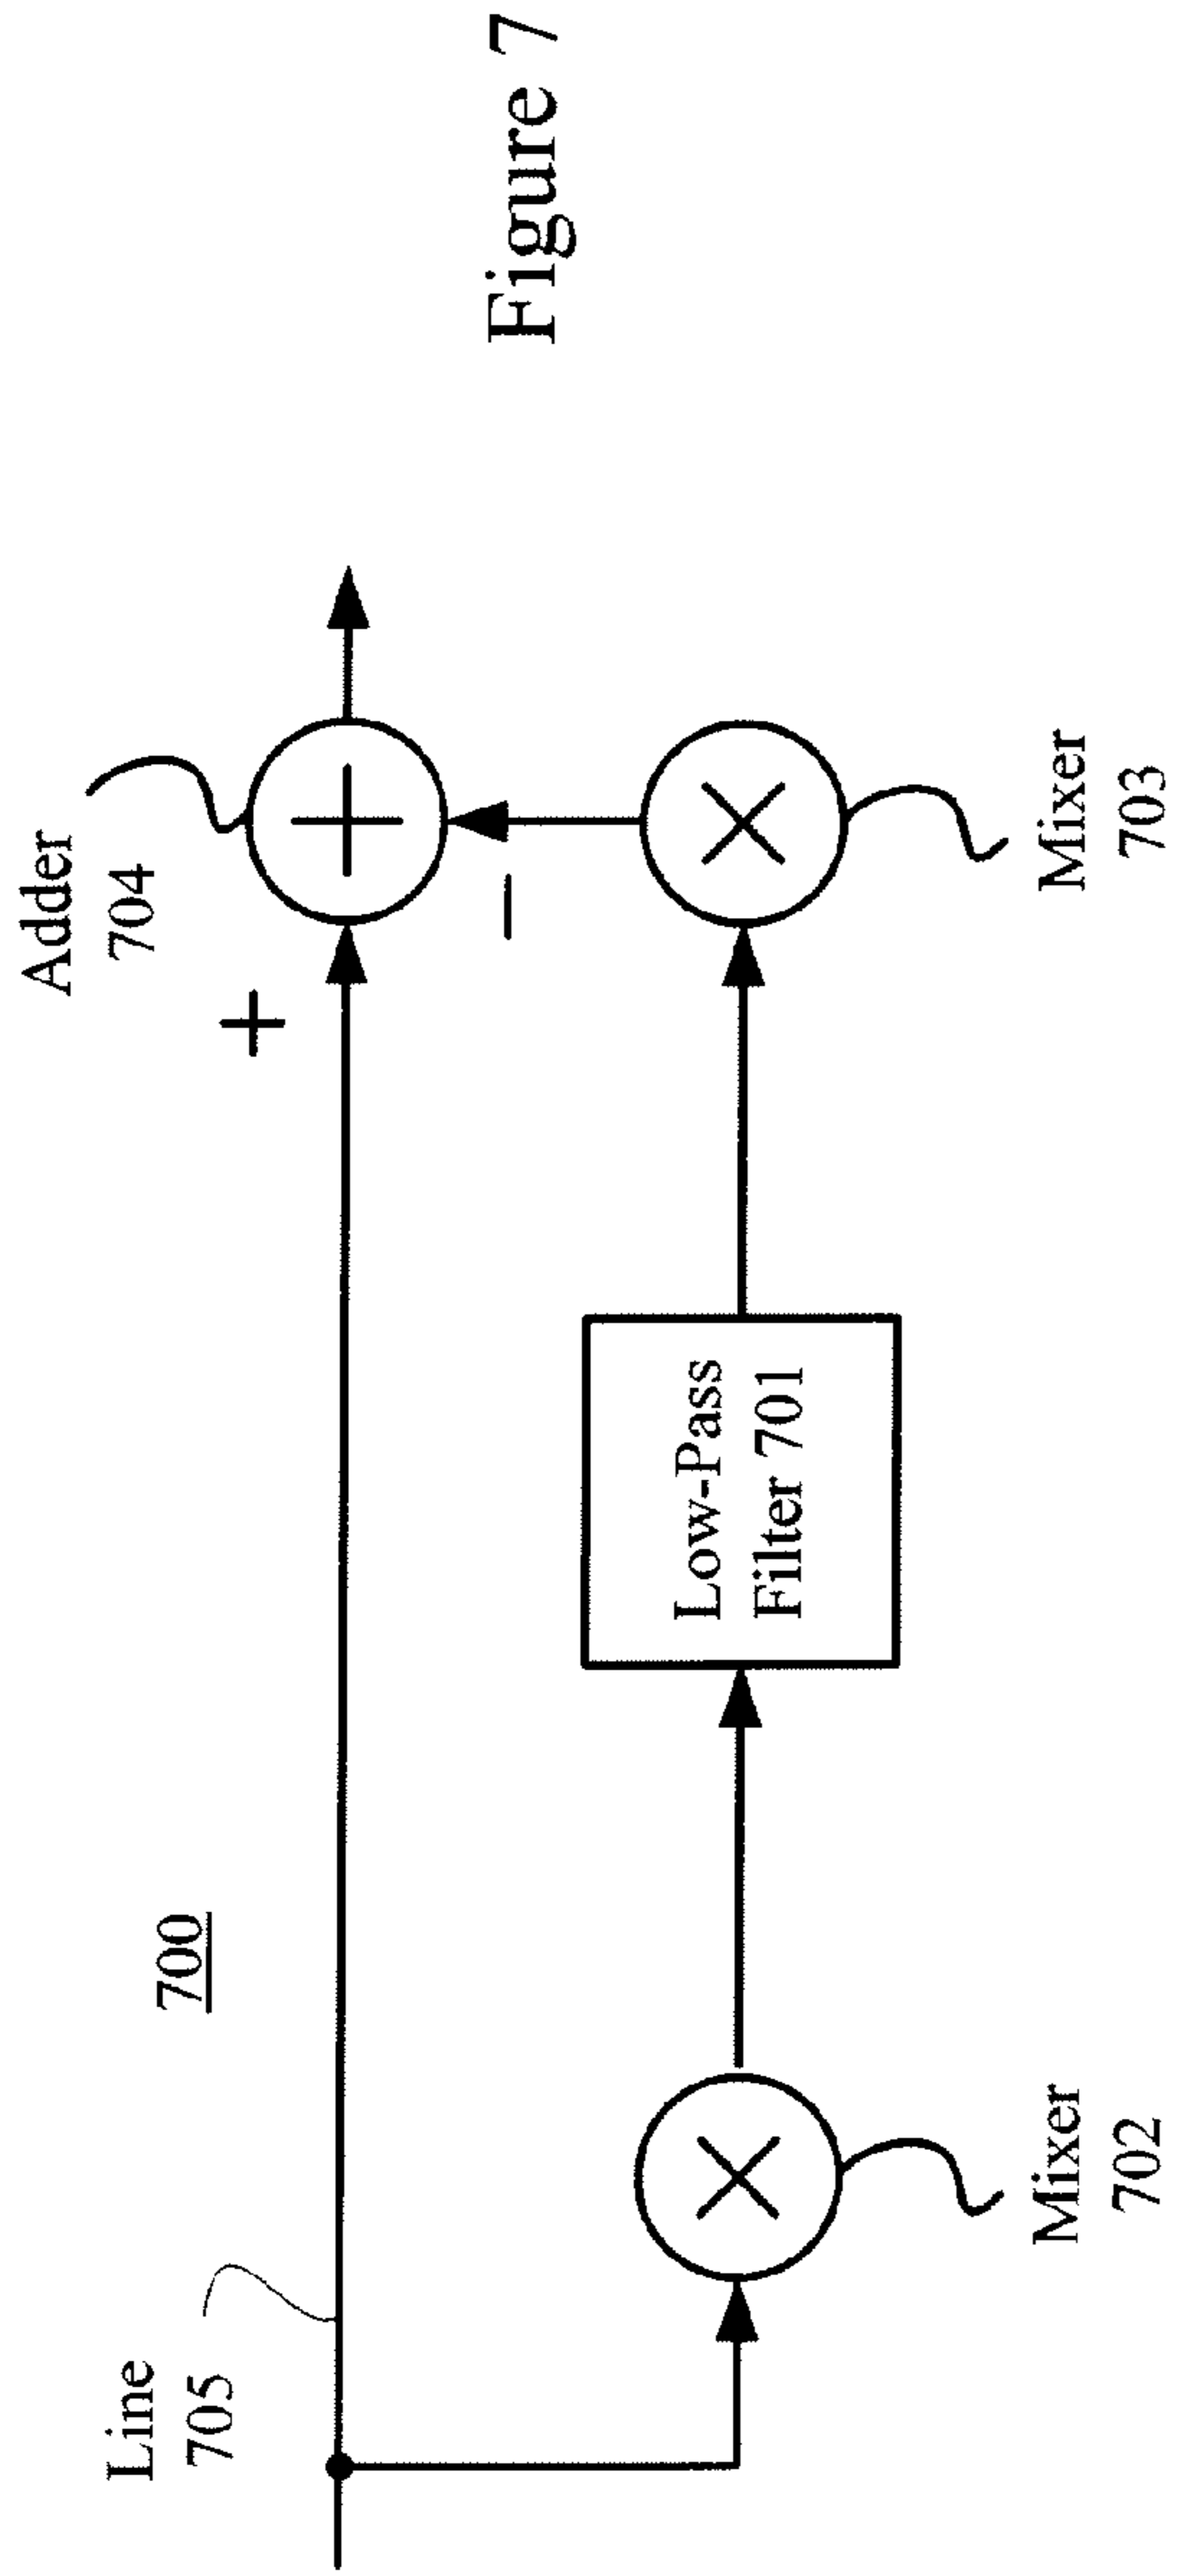 Adder
704
Line
705
700
+
−
Low-Pass
Filter 701
Mixer
702
Mixer
703
Figure 7